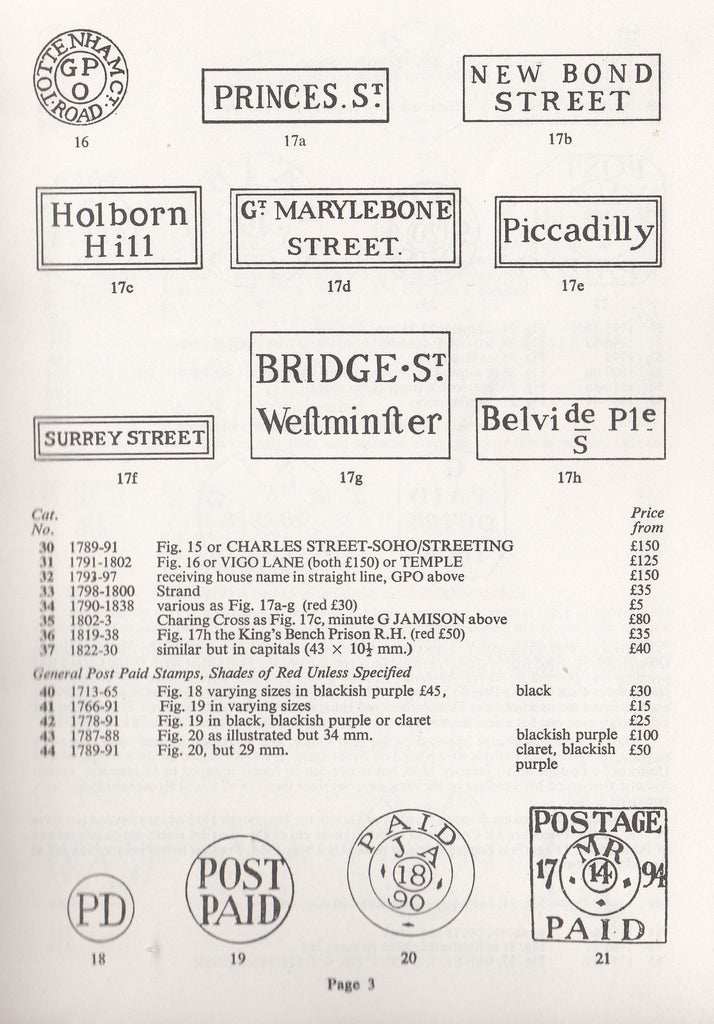 TOTTENHAM CT. ROAD
GP
O
16
PRINCES. ST
17a
NEW BOND
STREET
17b
Holborn
Hill
17c
GT MARYLEBONE
STREET.
17d
Piccadilly
17e
SURREY STREET
17f
BRIDGE·ST
Weſtminſter
17g
Belvidere Ple
S
17h
Cat. No. Price from
30 1789-91 Fig. 15 or CHARLES STREET-SOHO/STREETING £150
31 1791-1802 Fig. 16 or VIGO LANE (both £150) or TEMPLE £125
32 1793-97 receiving house name in straight line, GPO above £150
33 1798-1800 Strand £35
34 1790-1838 various as Fig. 17a-g (red £30) £5
35 1802-3 Charing Cross as Fig. 17c, minute G JAMISON above £80
36 1819-38 Fig. 17h the King's Bench Prison R.H. (red £50) £35
37 1822-30 similar but in capitals (43 × 10½ mm.) £40
General Post Paid Stamps, Shades of Red Unless Specified
40 1713-65 Fig. 18 varying sizes in blackish purple £45, black £30
41 1766-91 Fig. 19 in varying sizes £15
42 1778-91 Fig. 19 in black, blackish purple or claret £25
43 1787-88 Fig. 20 as illustrated but 34 mm. blackish purple £100
44 1789-91 Fig. 20, but 29 mm. claret, blackish £50
purple
PD
18
POST
PAID
19
PAID
JA
18
90
20
POSTAGE
MR
17 14 94
PAID
21
Page 3